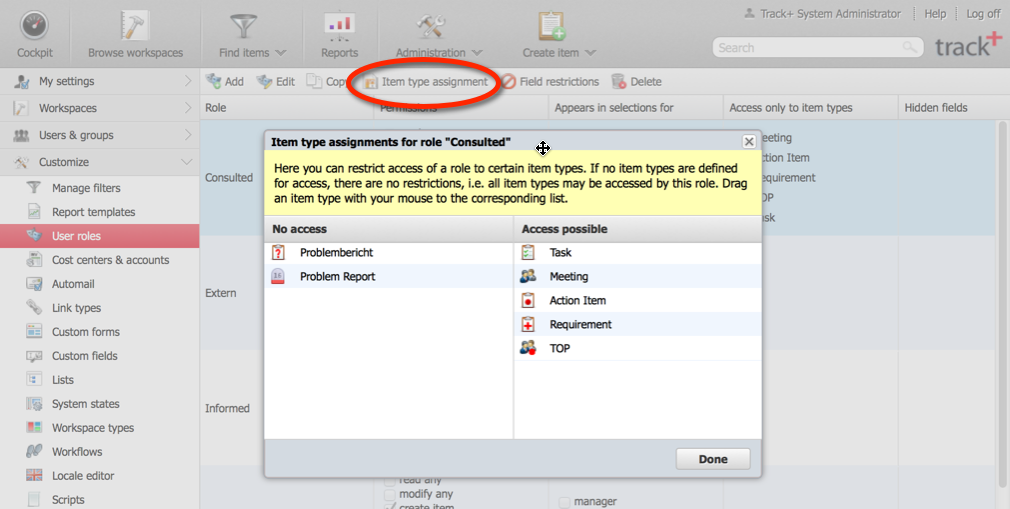 Track+ System Administrator
Help
Log off
Cockpit
Browse workspaces
Find items
Reports
Administration
Create item
Search
track+
My settings
Workspaces
Users & groups
Customize
Manage filters
Report templates
User roles
Cost centers & accounts
Automail
Link types
Custom forms
Custom fields
Lists
System states
Workspace types
Workflows
Locale editor
Scripts
Add
Edit
Item type assignment
Field restrictions
Delete
Role
Permissions
Appears in selections for
Access only to item types
Hidden fields
Consulted
Extern
Informed
Item type assignments for role "Consulted"
Here you can restrict access of a role to certain item types. If no item types are defined
for access, there are no restrictions, i.e. all item types may be accessed by this role. Drag
an item type with your mouse to the corresponding list.
No access
Access possible
Problembericht
Problem Report
16
Task
Meeting
Action Item
Requirement
TOP
Done
read any
modify any
create item
manager